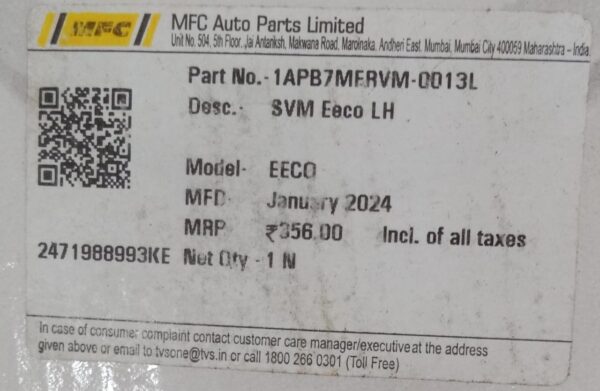 MFC
MFC Auto Parts Limited
Unit No. 504, 5th Floor, Jai Antariksh, Makwana Road, Marolnaka, Andheri East, Mumbai, Mumbai City 400059 Maharashtra – India
Part No.-1APB7MFRVM-0013L
Desc.- SVM Eeco LH
Model- EECO
MFD- January 2024
MRP ₹356.00 Incl. of all taxes
2471988993KE Net Qty - 1 N
In case of consumer complaint contact customer care manager/executive at the address
given above or email to tvsone@tvs.in or call 1800 266 0301 (Toll Free)